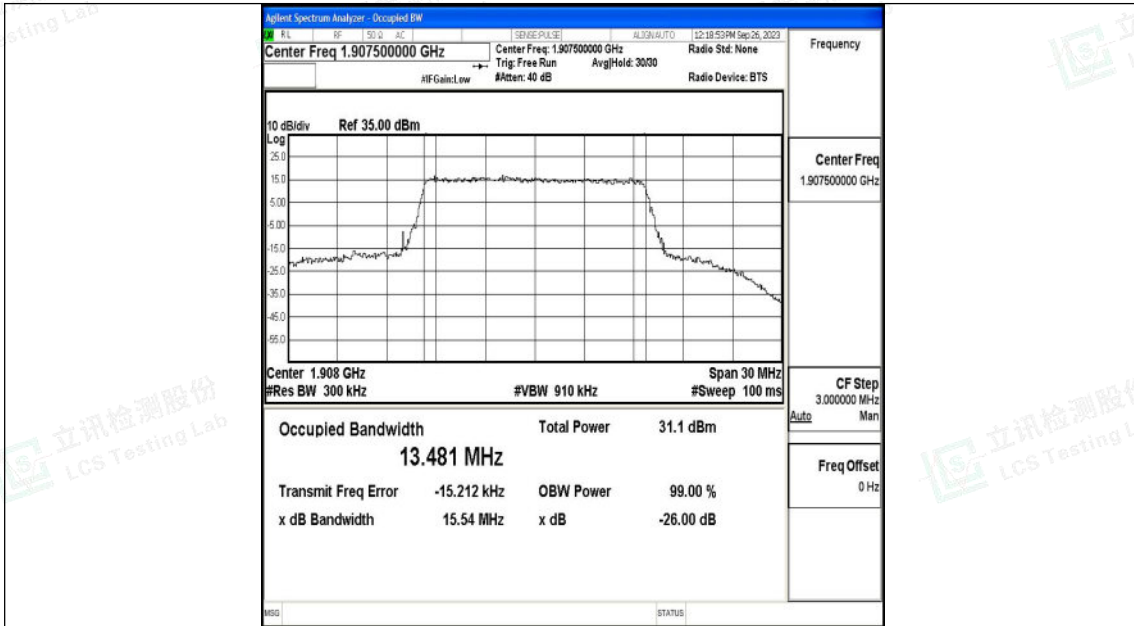 Agilent Spectrum Analyzer - Occupied BW
RL RF 50 Ω AC SENSE:PULSE ALIGNAUTO 12:18:53PM Sep 26, 2023
Center Freq 1.907500000 GHz
Center Freq: 1.907500000 GHz Radio Std: None
Trig: Free Run Avg|Hold: 30/30
#IFGain:Low #Atten: 40 dB Radio Device: BTS
Frequency
10 dB/div Ref 35.00 dBm
Log
25.0
15.0
5.00
-5.00
-15.0
-25.0
-35.0
-45.0
-55.0
Center Freq
1.907500000 GHz
Center 1.908 GHz Span 30 MHz
#Res BW 300 kHz #VBW 910 kHz #Sweep 100 ms
CF Step
3.000000 MHz
Auto Man
Occupied Bandwidth Total Power 31.1 dBm
13.481 MHz
Transmit Freq Error -15.212 kHz OBW Power 99.00 %
x dB Bandwidth 15.54 MHz x dB -26.00 dB
Freq Offset
0 Hz
MSG STATUS
立讯检测股份
LCS Testing Lab
立讯检测股份
LCS Testing L
sting Lab